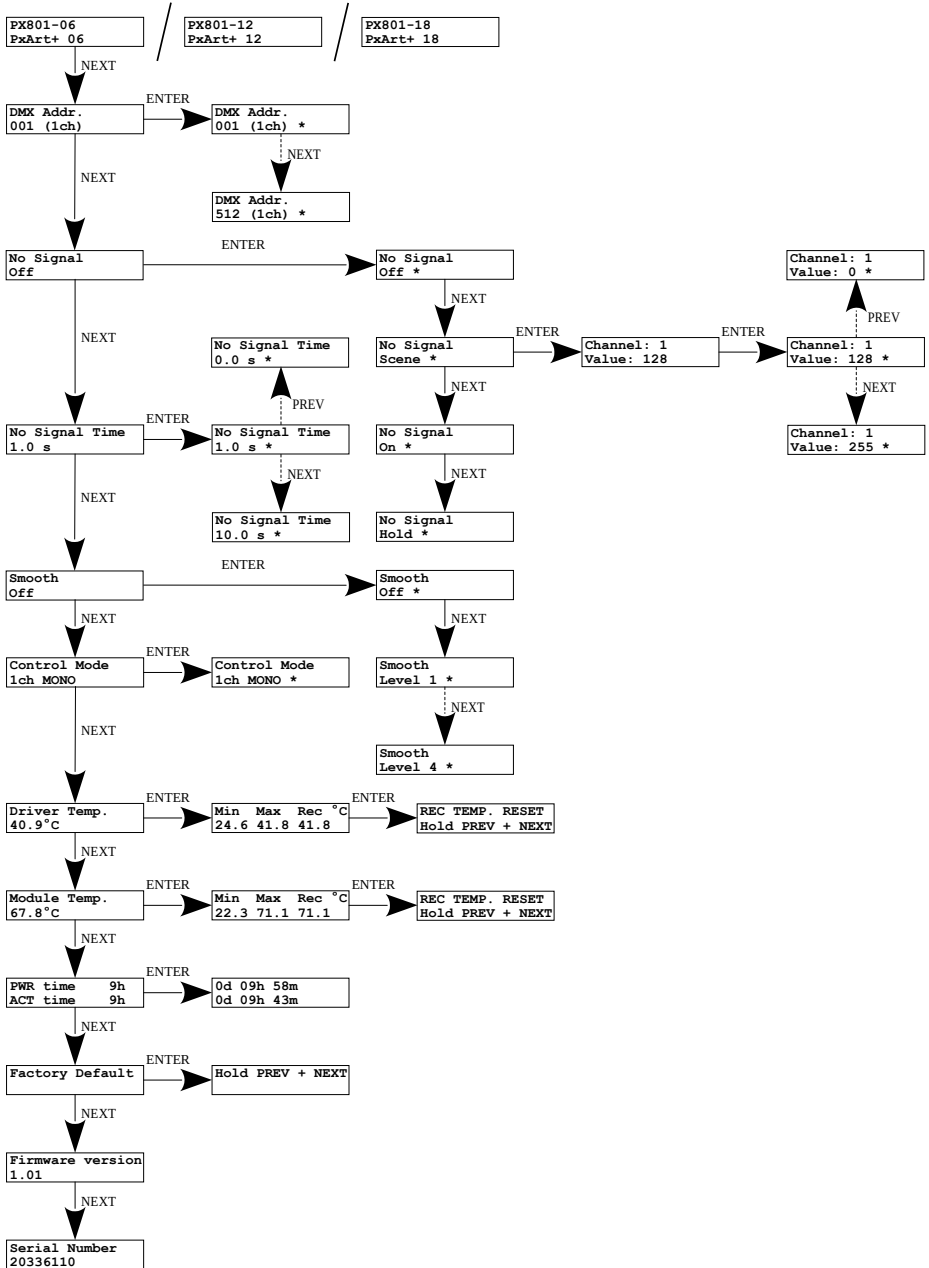 PX801-06
PxArt+ 06
/
PX801-12
PxArt+ 12
/
PX801-18
PxArt+ 18
NEXT
DMX Addr.
001 (1ch)
ENTER
DMX Addr.
001 (1ch) *
NEXT
DMX Addr.
512 (1ch) *
NEXT
No Signal
Off
ENTER
No Signal
Off *
NEXT
No Signal
Scene *
ENTER
Channel: 1
Value: 128
ENTER
Channel: 1
Value: 0 *
PREV
Channel: 1
Value: 128 *
NEXT
Channel: 1
Value: 255 *
NEXT
No Signal
On *
NEXT
No Signal
Hold *
NEXT
No Signal Time
1.0 s
ENTER
No Signal Time
0.0 s *
PREV
No Signal Time
1.0 s *
NEXT
No Signal Time
10.0 s *
NEXT
Smooth
Off
ENTER
Smooth
Off *
NEXT
Smooth
Level 1 *
NEXT
Smooth
Level 4 *
NEXT
Control Mode
1ch MONO
ENTER
Control Mode
1ch MONO *
NEXT
Driver Temp.
40.9°C
ENTER
Min Max Rec °C
24.6 41.8 41.8
ENTER
REC TEMP. RESET
Hold PREV + NEXT
NEXT
Module Temp.
67.8°C
ENTER
Min Max Rec °C
22.3 71.1 71.1
ENTER
REC TEMP. RESET
Hold PREV + NEXT
NEXT
PWR time 9h
ACT time 9h
ENTER
0d 09h 58m
0d 09h 43m
NEXT
Factory Default
ENTER
Hold PREV + NEXT
NEXT
Firmware version
1.01
NEXT
Serial Number
20336110